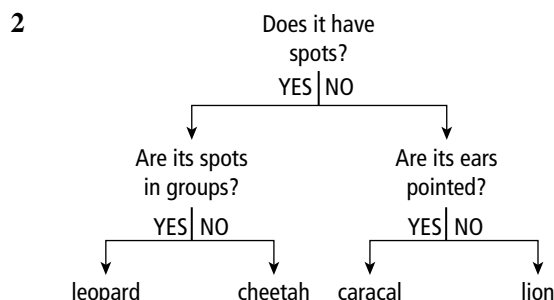 2
Does it have
spots?
YES NO
Are its spots
in groups?
Are its ears
pointed?
YES NO
YES NO
leopard cheetah caracal lion